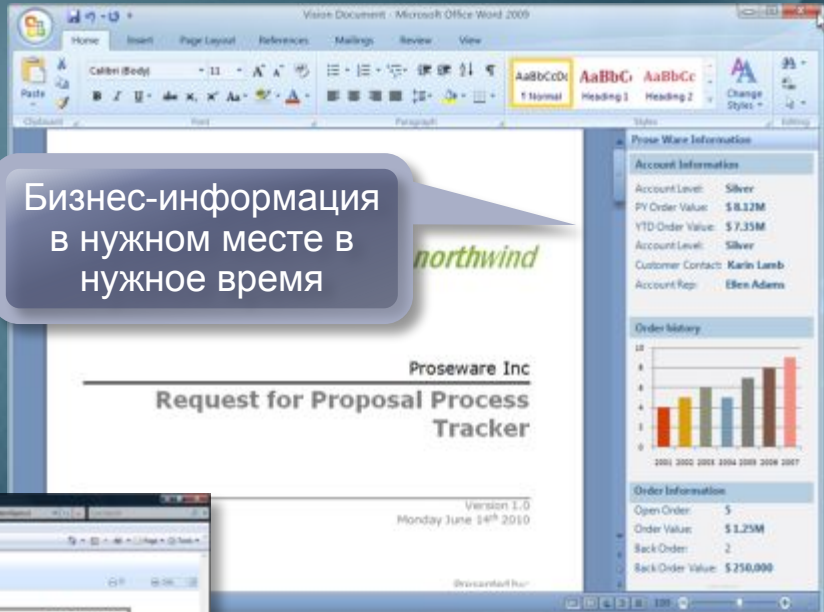 Vision Document - Microsoft Office Word 2009
Home Insert Page Layout References Mailings Review View
Calibri (Body) 11
AaBbCcDc AaBbC AaBbCc
Paste
¶ Normal Heading 1 Heading 2
Change
Styles
Clipboard Font Paragraph Styles Editing
Бизнес-информация
в нужном месте в
нужное время
northwind
Proseware Inc
Request for Proposal Process
Tracker
Version 1.0
Monday June 14th 2010
Prose Ware Information
Account Information
Account Level: Silver
PY Order Value: $ 8.12M
YTD Order Value: $ 7.35M
Account Level: Silver
Customer Contact: Karin Lamb
Account Rep: Ellen Adams
Order history
10
8
6
4
2
0
2001 2002 2003 2004 2005 2006 2007
Order Information
Open Order: 5
Order Value: $ 1.25M
Back Order: 2
Back Order Value: $ 250,000